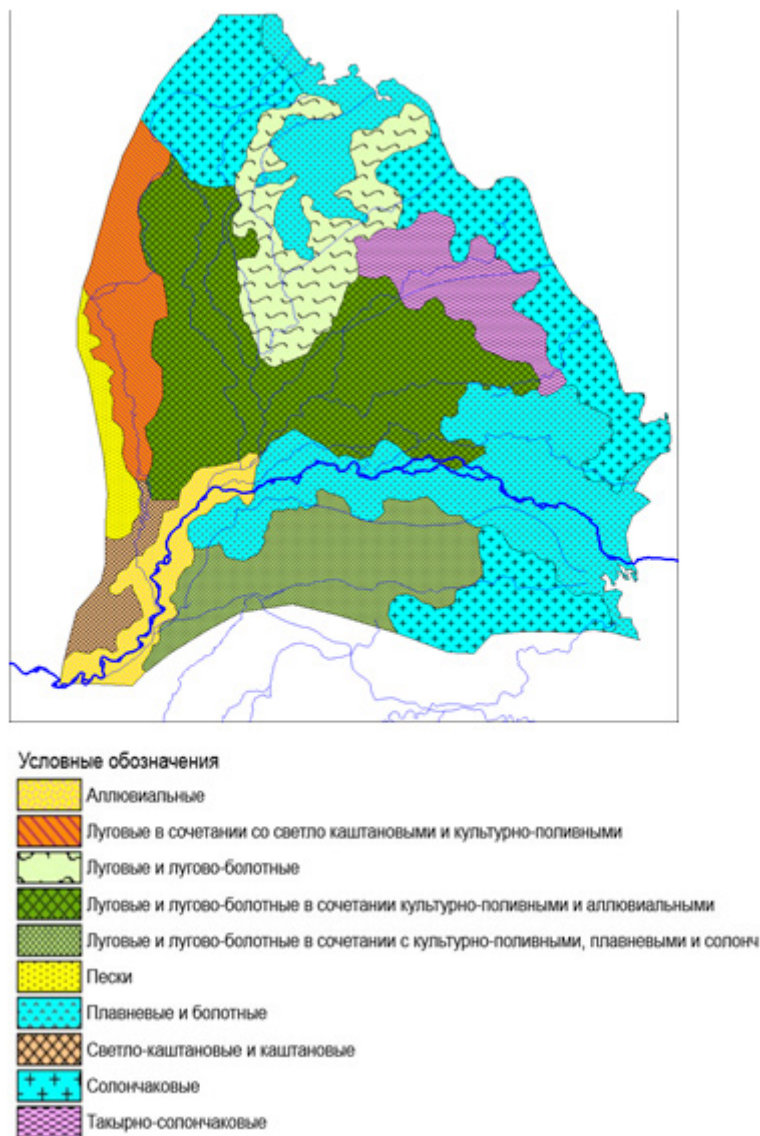 Условные обозначения
Аллювиальные
Луговые в сочетании со светло каштановыми и культурно-поливными
Луговые и лугово-болотные
Луговые и лугово-болотные в сочетании культурно-поливными и аллювиальными
Луговые и лугово-болотные в сочетании с культурно-поливными, плавневыми и солонч
Пески
Плавневые и болотные
Светло-каштановые и каштановые
Солончаковые
Такырно-солончаковые